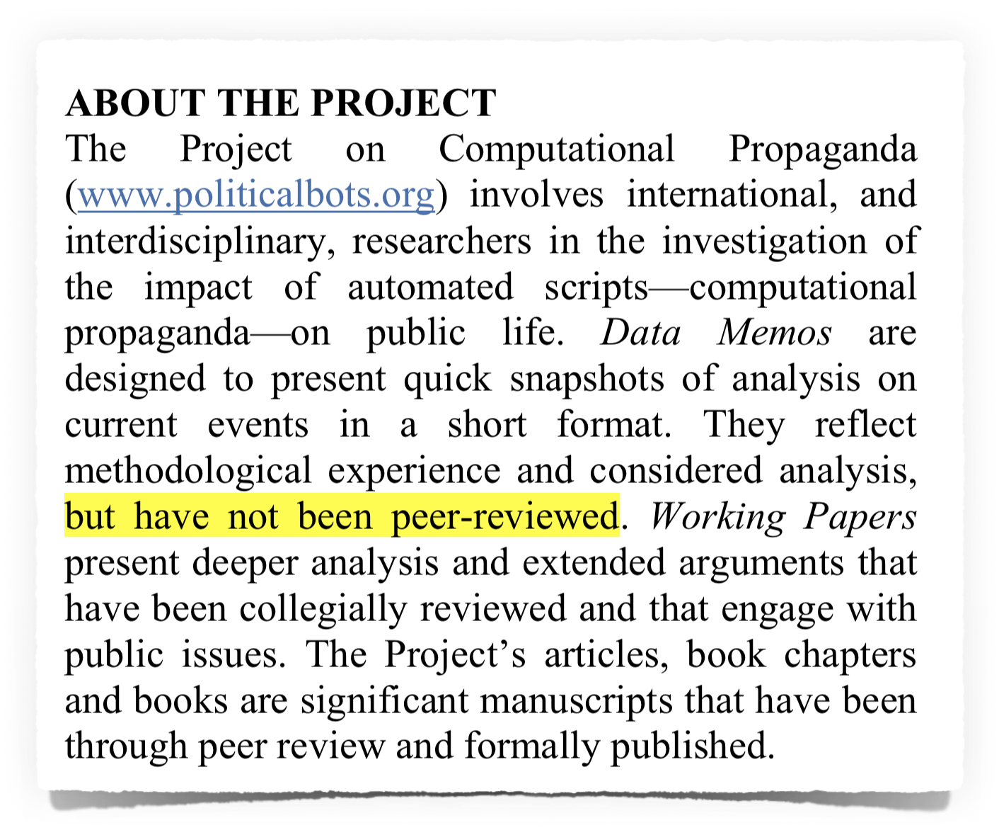 ABOUT THE PROJECT
The Project on Computational Propaganda
(www.politicalbots.org) involves international, and
interdisciplinary, researchers in the investigation of
the impact of automated scripts—computational
propaganda—on public life. Data Memos are
designed to present quick snapshots of analysis on
current events in a short format. They reflect
methodological experience and considered analysis,
but have not been peer-reviewed. Working Papers
present deeper analysis and extended arguments that
have been collegially reviewed and that engage with
public issues. The Project’s articles, book chapters
and books are significant manuscripts that have been
through peer review and formally published.